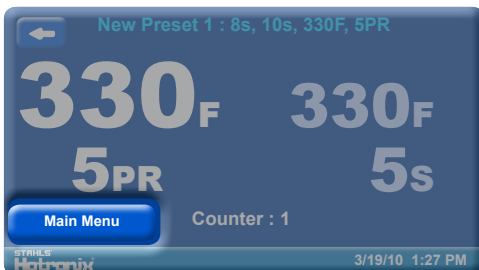 New Preset 1 : 8s, 10s, 330F, 5PR
330F 330F
5PR 5s
Main Menu Counter : 1
STAHLS'
Hotronix 3/19/10 1:27 PM